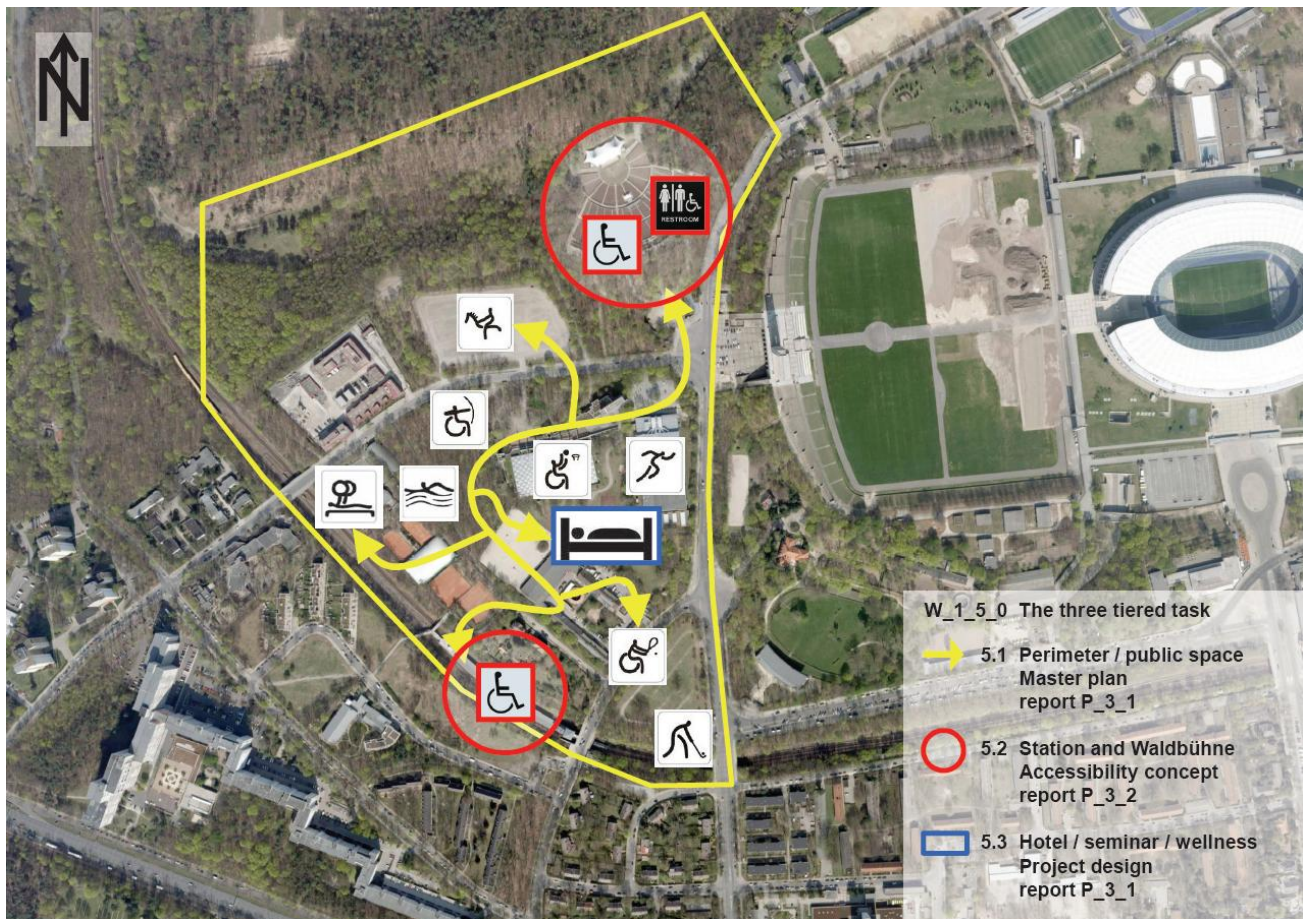 N
RESTROOM
W_1_5_0 The three tiered task
5.1 Perimeter / public space
Master plan
report P_3_1
5.2 Station and Waldbühne
Accessibility concept
report P_3_2
5.3 Hotel / seminar / wellness
Project design
report P_3_1